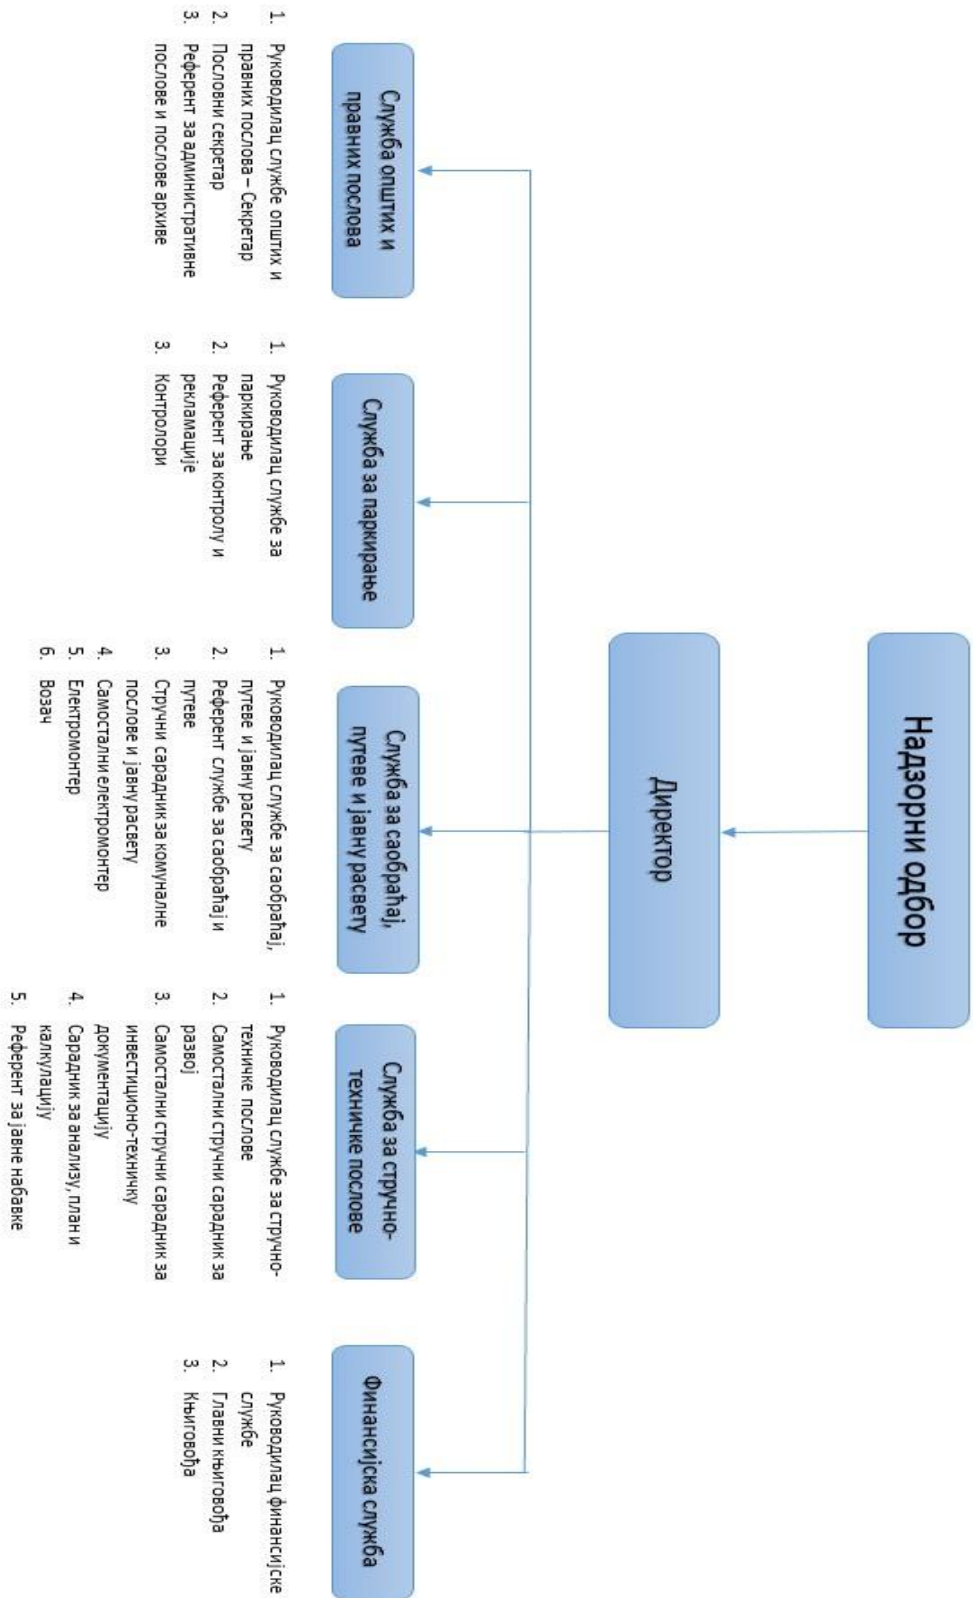 Надзорни одбор
Директор
Служба општих и
правних послова
1. Руководилац службе општих и
правних послова – Секретар
2. Пословни секретар
3. Референт за административне
послове и послове архиве
Служба за паркирање
1. Руководилац службе за
паркирање
2. Референт за контролу и
рекламације
3. Контролори
Служба за саобраћај,
путеве и јавну расвету
1. Руководилац службе за саобраћај,
путеве и јавну расвету
2. Референт службе за саобраћај и
путеве
3. Стручни сарадник за комуналне
послове и јавну расвету
4. Самостални електромонтер
5. Електромонтер
6. Возач
Служба за стручно-
техничке послове
1. Руководилац службе за стручно-
техничке послове
2. Самостални стручни сарадник за
развој
3. Самостални стручни сарадник за
инвестиционо-техничку
документацију
4. Сарадник за анализу, план и
калкулацију
5. Референт за јавне набавке
Финансијска служба
1. Руководилац финансијске
службе
2. Главни књиговођа
3. Књиговођа